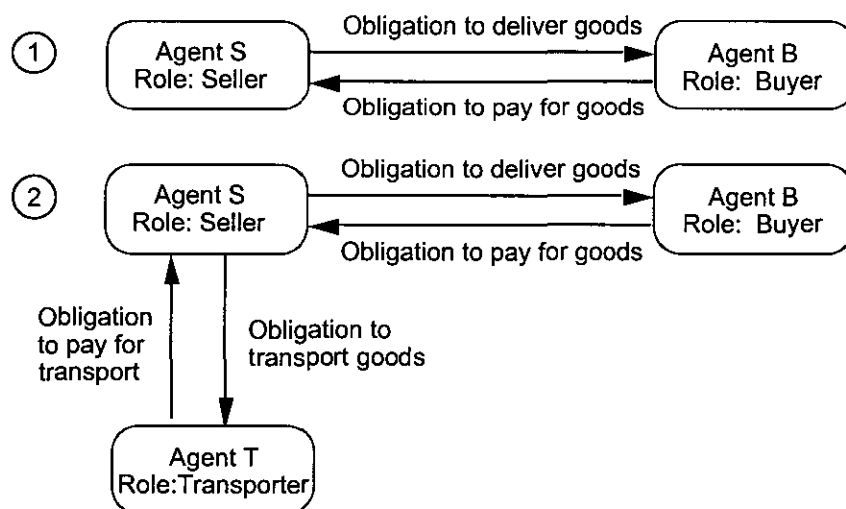 1
Agent S
Role: Seller
Obligation to deliver goods
Obligation to pay for goods
Agent B
Role: Buyer
2
Agent S
Role: Seller
Obligation to deliver goods
Obligation to pay for goods
Agent B
Role: Buyer
Obligation
to pay for
transport
Obligation to
transport goods
Agent T
Role:Transporter